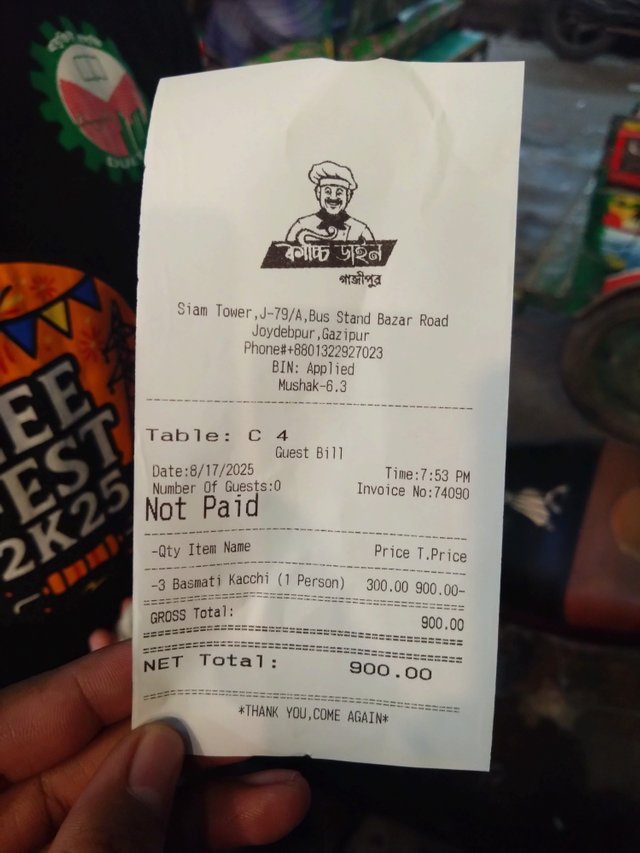 কাচ্চি ডাইন
গাজীপুর
Siam Tower,J-79/A,Bus Stand Bazar Road
Joydebpur,Gazipur
Phone#+8801322927023
BIN: Applied
Mushak-6.3
Table: C 4
Guest Bill
Date:8/17/2025 Time:7:53 PM
Number Of Guests:0 Invoice No:74090
Not Paid
-Qty Item Name Price T.Price
-3 Basmati Kacchi (1 Person) 300.00 900.00-
GROSS Total: 900.00
NET Total: 900.00
*THANK YOU,COME AGAIN*
EEE
FEST
2K25